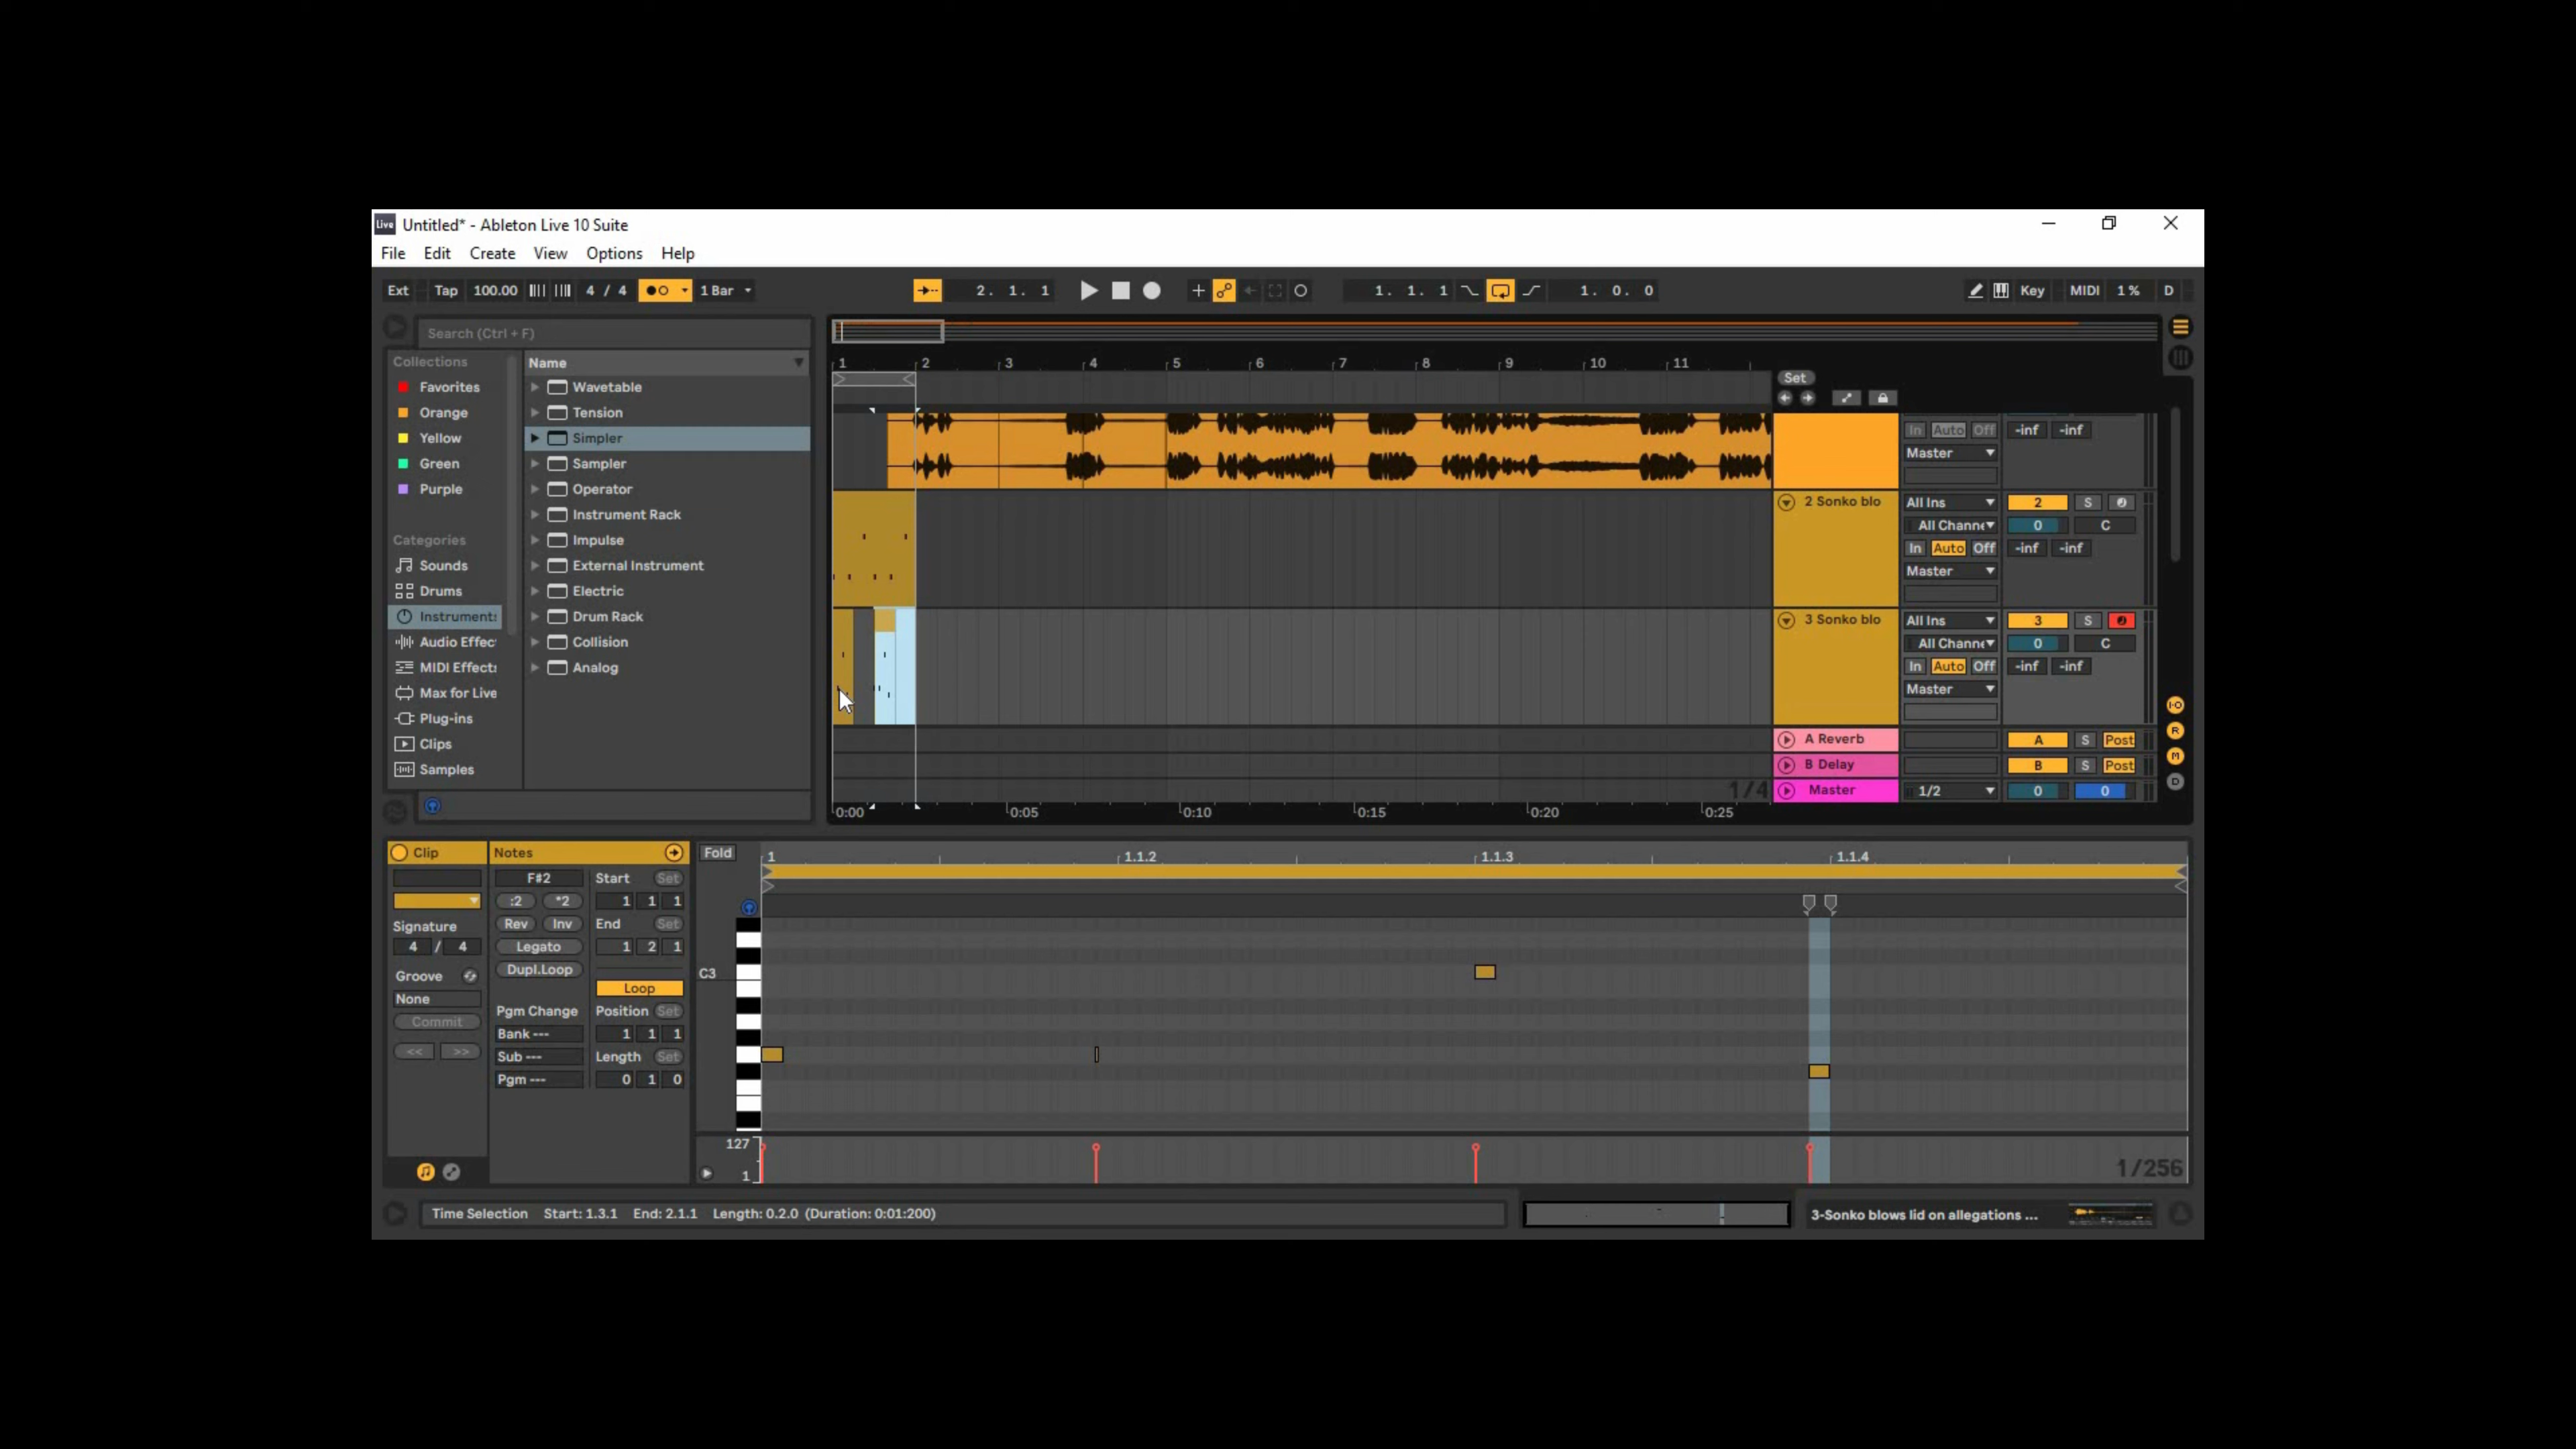 Live Untitled* - Ableton Live 10 Suite
File Edit Create View Options Help
Ext Tap 100.00 4 / 4 1 Bar 2. 1. 1 1. 1. 1 1. 0. 0 Key MIDI 1 % D
Search (Ctrl + F)
Collections
Favorites
Orange
Yellow
Green
Purple
Categories
Sounds
Drums
Instruments
Audio Effec
MIDI Effects
Max for Live
Plug-ins
Clips
Samples
Name
Wavetable
Tension
Simpler
Sampler
Operator
Instrument Rack
Impulse
External Instrument
Electric
Drum Rack
Collision
Analog
1 2 3 4 5 6 7 8 9 10 11
Set
In Auto Off -inf -inf
Master
2 Sonko blo All Ins 2 S
All Channe 0 C
In Auto Off -inf -inf
Master
3 Sonko blo All Ins 3 S
All Channe 0 C
In Auto Off -inf -inf
Master
A Reverb A S Post
B Delay B S Post
1/4 Master 1/2 0 0
0:00 0:05 0:10 0:15 0:20 0:25
I·O
R
M
D
Clip
Signature
4 / 4
Groove
None
Commit
<< >>
Notes
F#2 Start Set
:2 *2 1 1 1
Rev Inv End Set
Legato 1 2 1
Dupl.Loop
Loop
Pgm Change Position Set
Bank --- 1 1 1
Sub --- Length Set
Pgm --- 0 1 0
Fold 1 1.1.2 1.1.3 1.1.4
C3
127
1
1/256
Time Selection Start: 1.3.1 End: 2.1.1 Length: 0.2.0 (Duration: 0:01:200)
3-Sonko blows lid on allegations ...